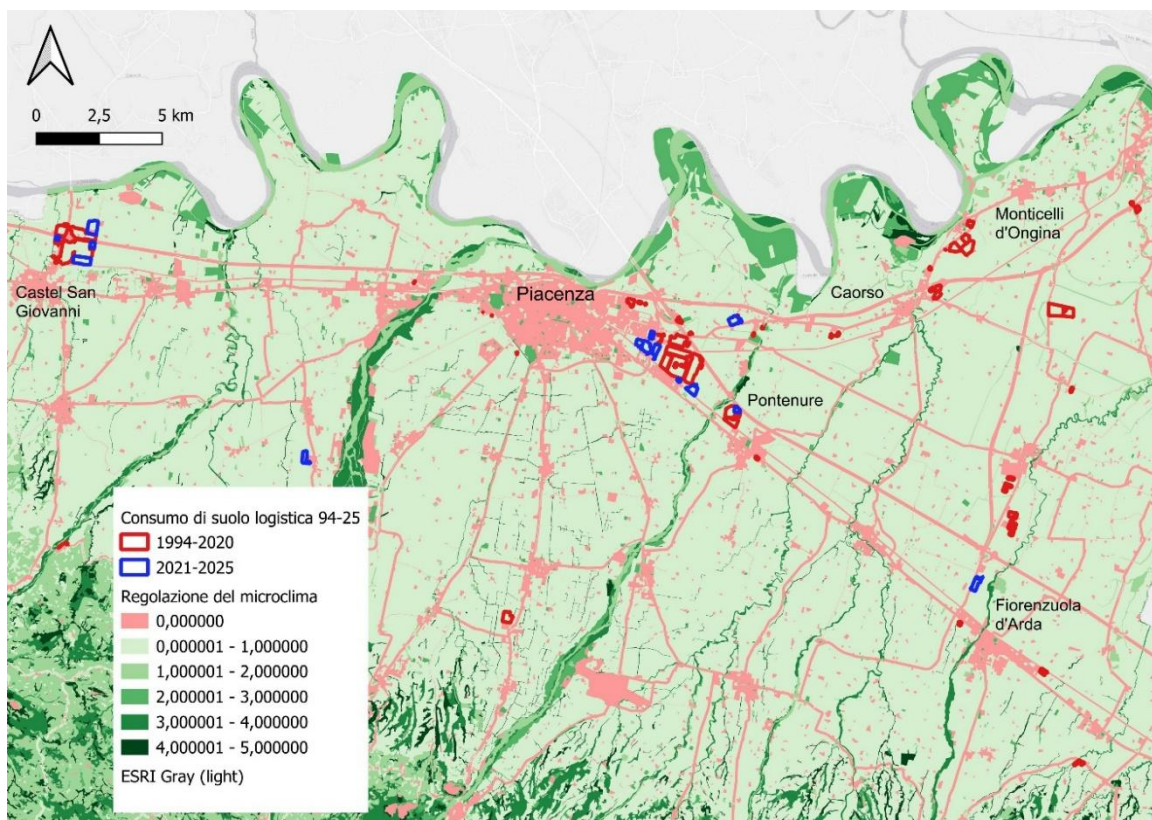 0 2,5 5 km
Monticelli
d'Ongina
Castel San
Giovanni
Piacenza
Caorso
Pontenure
Consumo di suolo logistica 94-25
1994-2020
2021-2025
Regolazione del microclima
0,000000
0,000001 - 1,000000
1,000001 - 2,000000
2,000001 - 3,000000
3,000001 - 4,000000
4,000001 - 5,000000
ESRI Gray (light)
Fiorenzuola
d'Arda